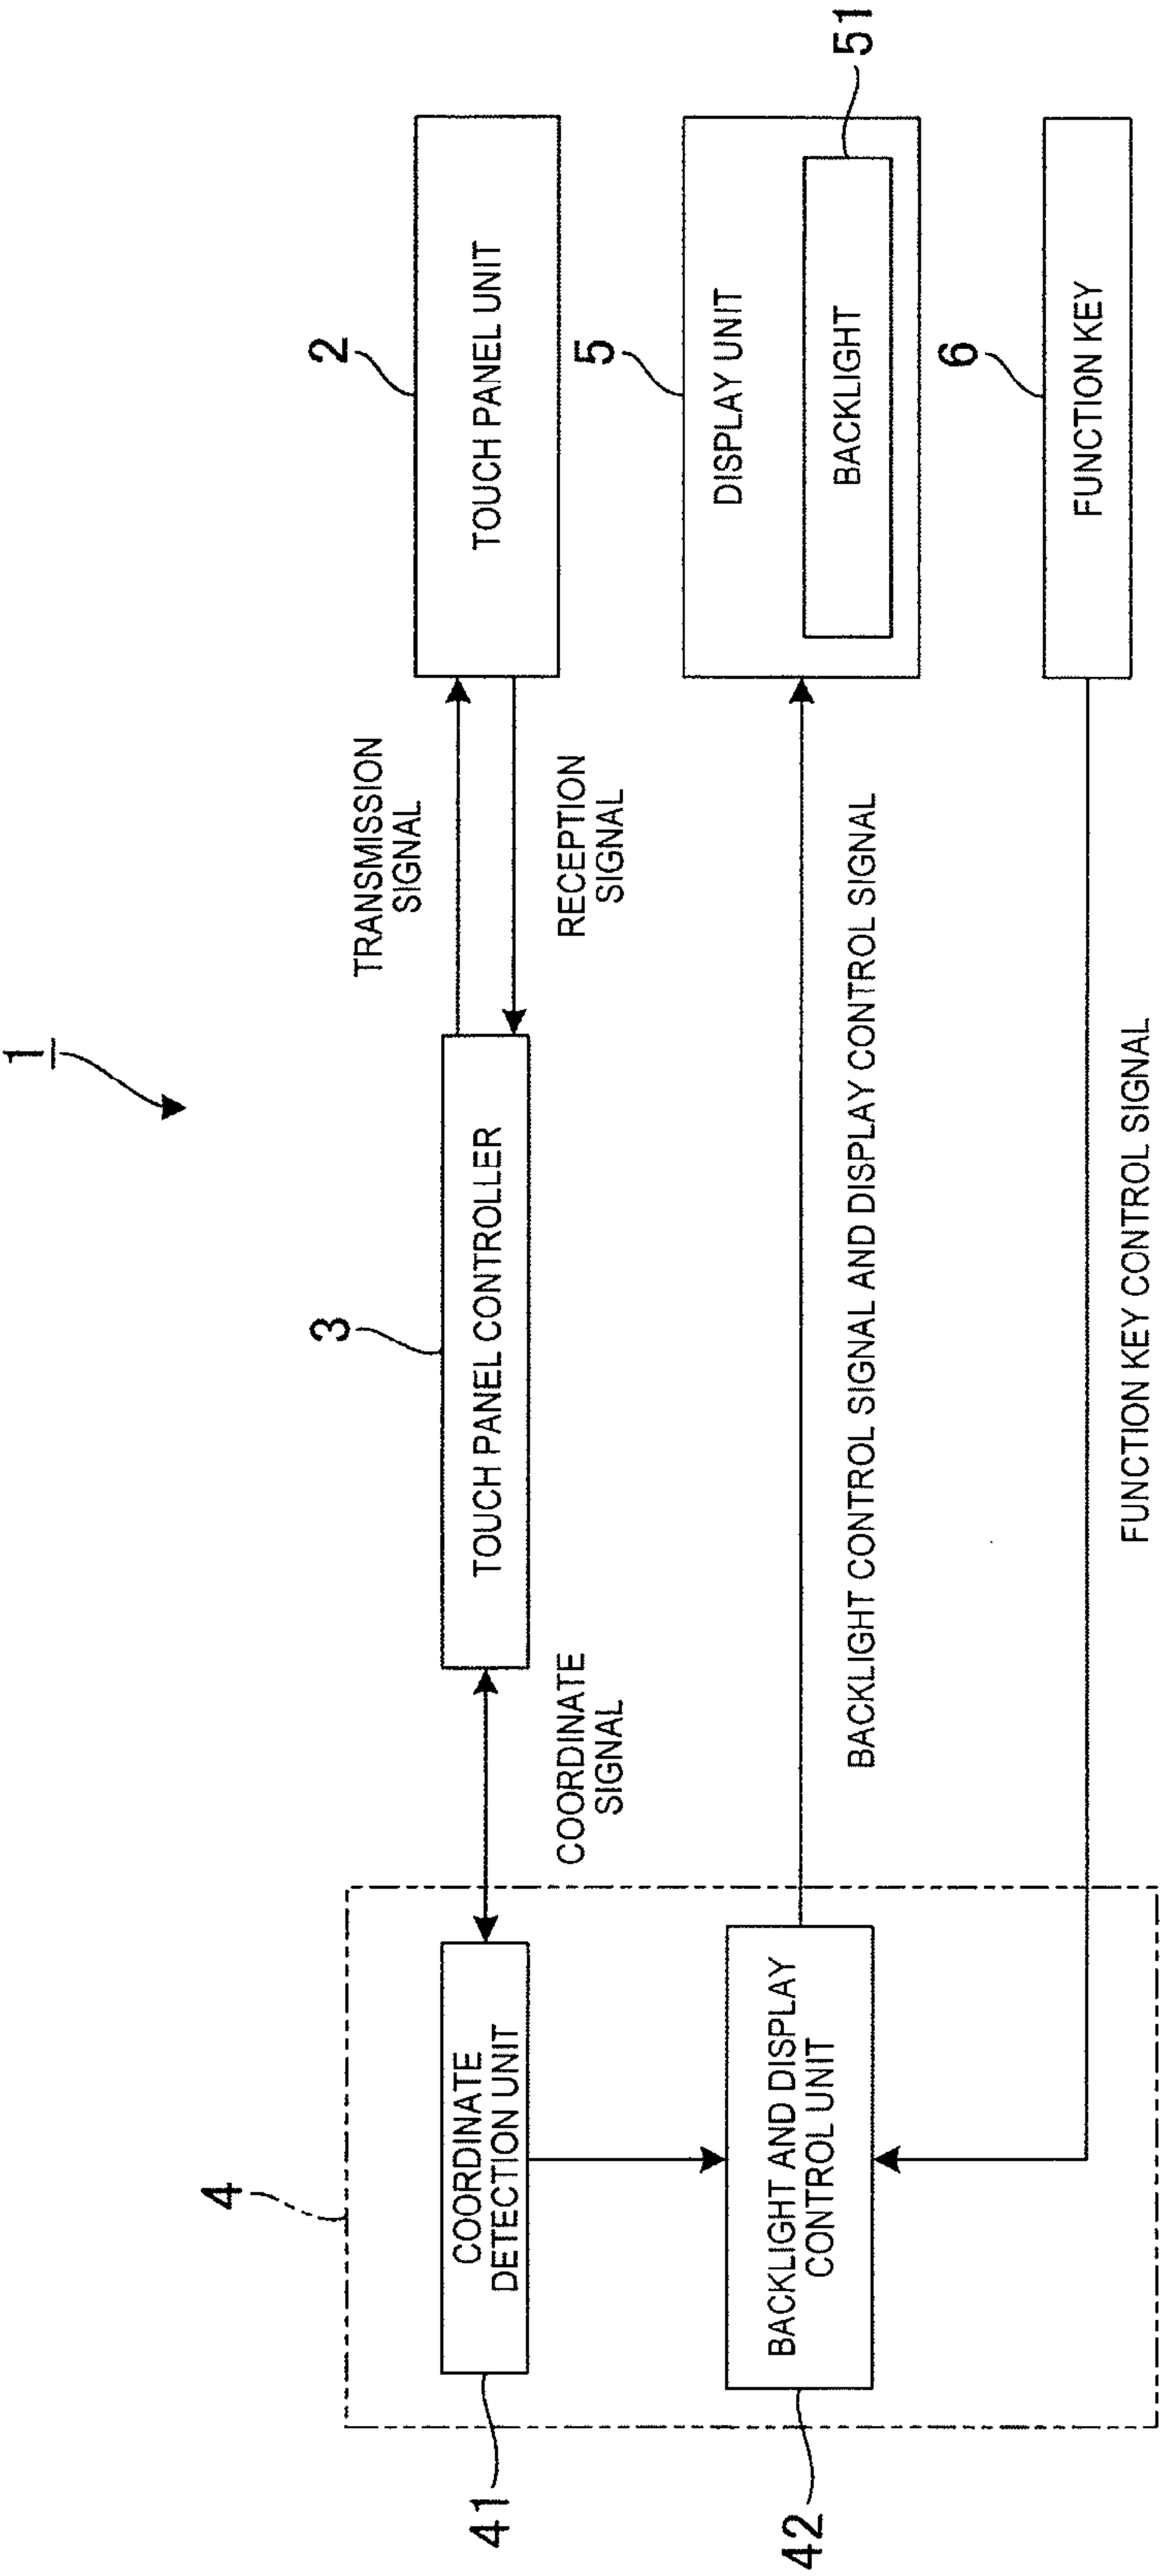 1
2
TOUCH PANEL UNIT
TRANSMISSION
SIGNAL
RECEPTION
SIGNAL
3
TOUCH PANEL CONTROLLER
COORDINATE
SIGNAL
4
COORDINATE
DETECTION UNIT
41
5
DISPLAY UNIT
BACKLIGHT
51
BACKLIGHT CONTROL SIGNAL AND DISPLAY CONTROL SIGNAL
BACKLIGHT AND DISPLAY
CONTROL UNIT
42
6
FUNCTION KEY
FUNCTION KEY CONTROL SIGNAL